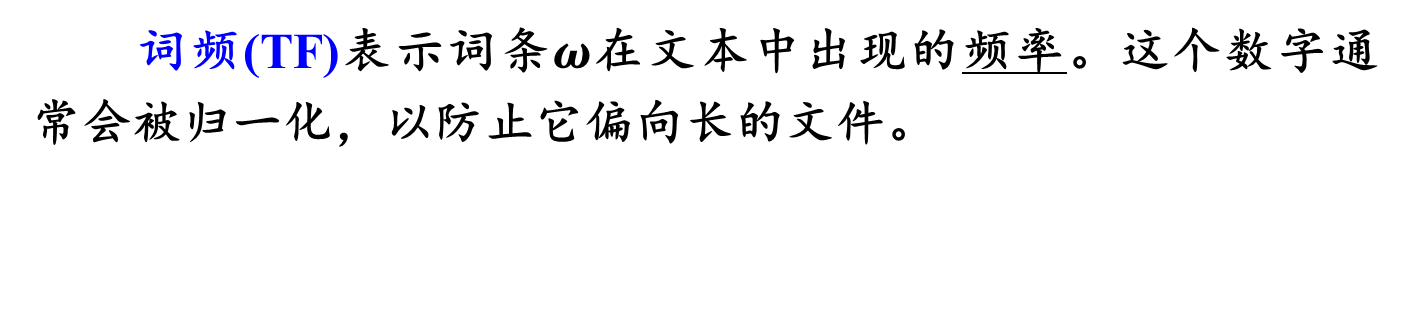 词频(TF)表示词条ω在文本中出现的频率。这个数字通
常会被归一化，以防止它偏向长的文件。